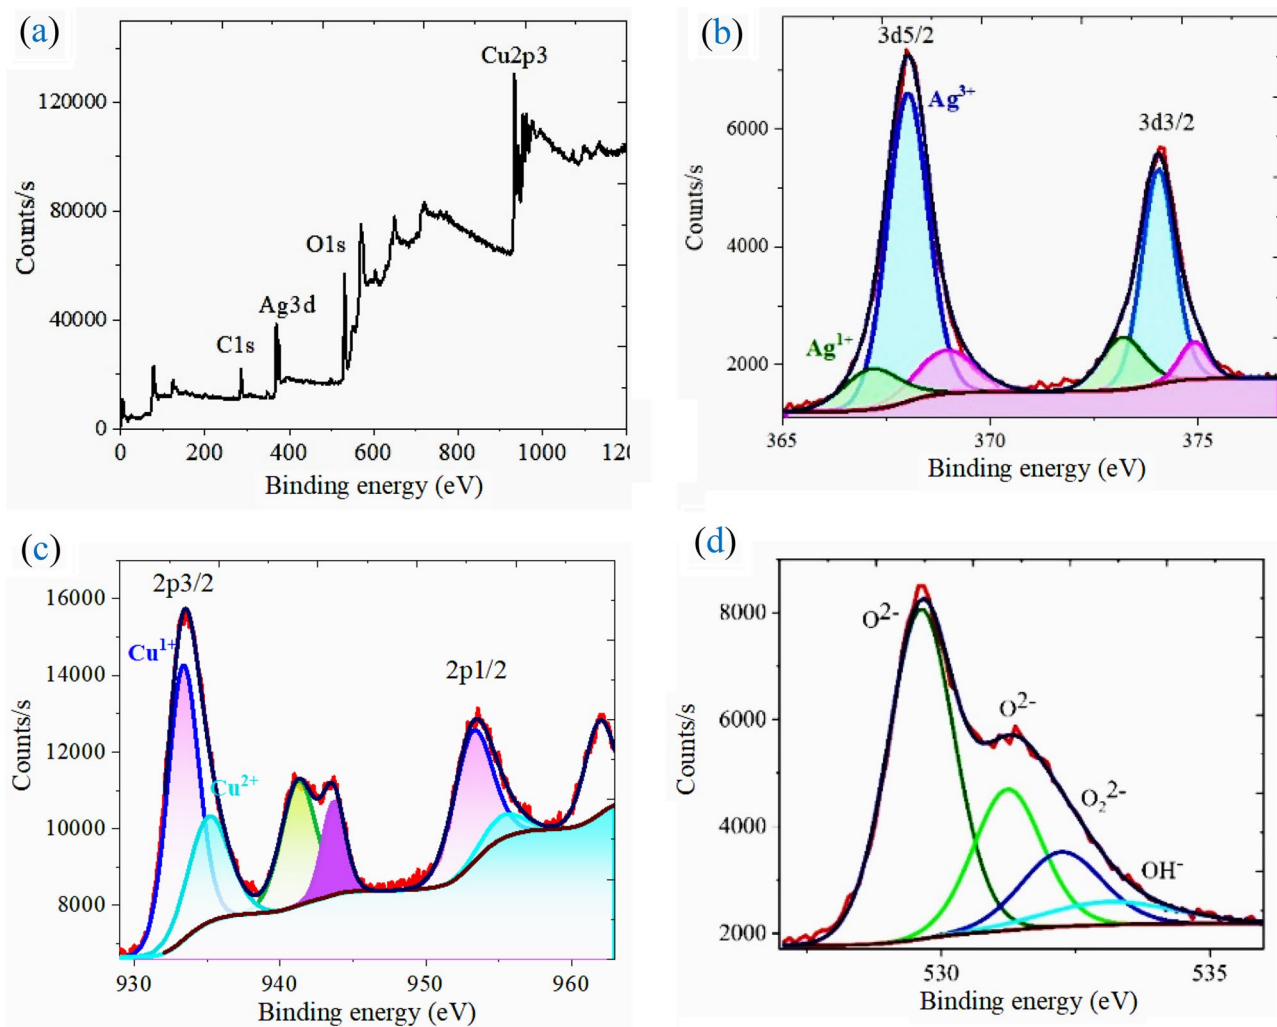 (a)
Cu2p3
120000
80000
40000
0
Counts/s
O1s
Ag3d
C1s
0 200 400 600 800 1000 120
Binding energy (eV)
(b)
3d5/2
Ag3+
3d3/2
6000
4000
2000
Counts/s
Ag1+
365 370 375
Binding energy (eV)
(c)
2p3/2
16000
14000
12000
10000
8000
Counts/s
Cu1+
Cu2+
2p1/2
930 940 950 960
Binding energy (eV)
(d)
8000
6000
4000
2000
Counts/s
O2-
O2-
O22-
OH-
530 535
Binding energy (eV)